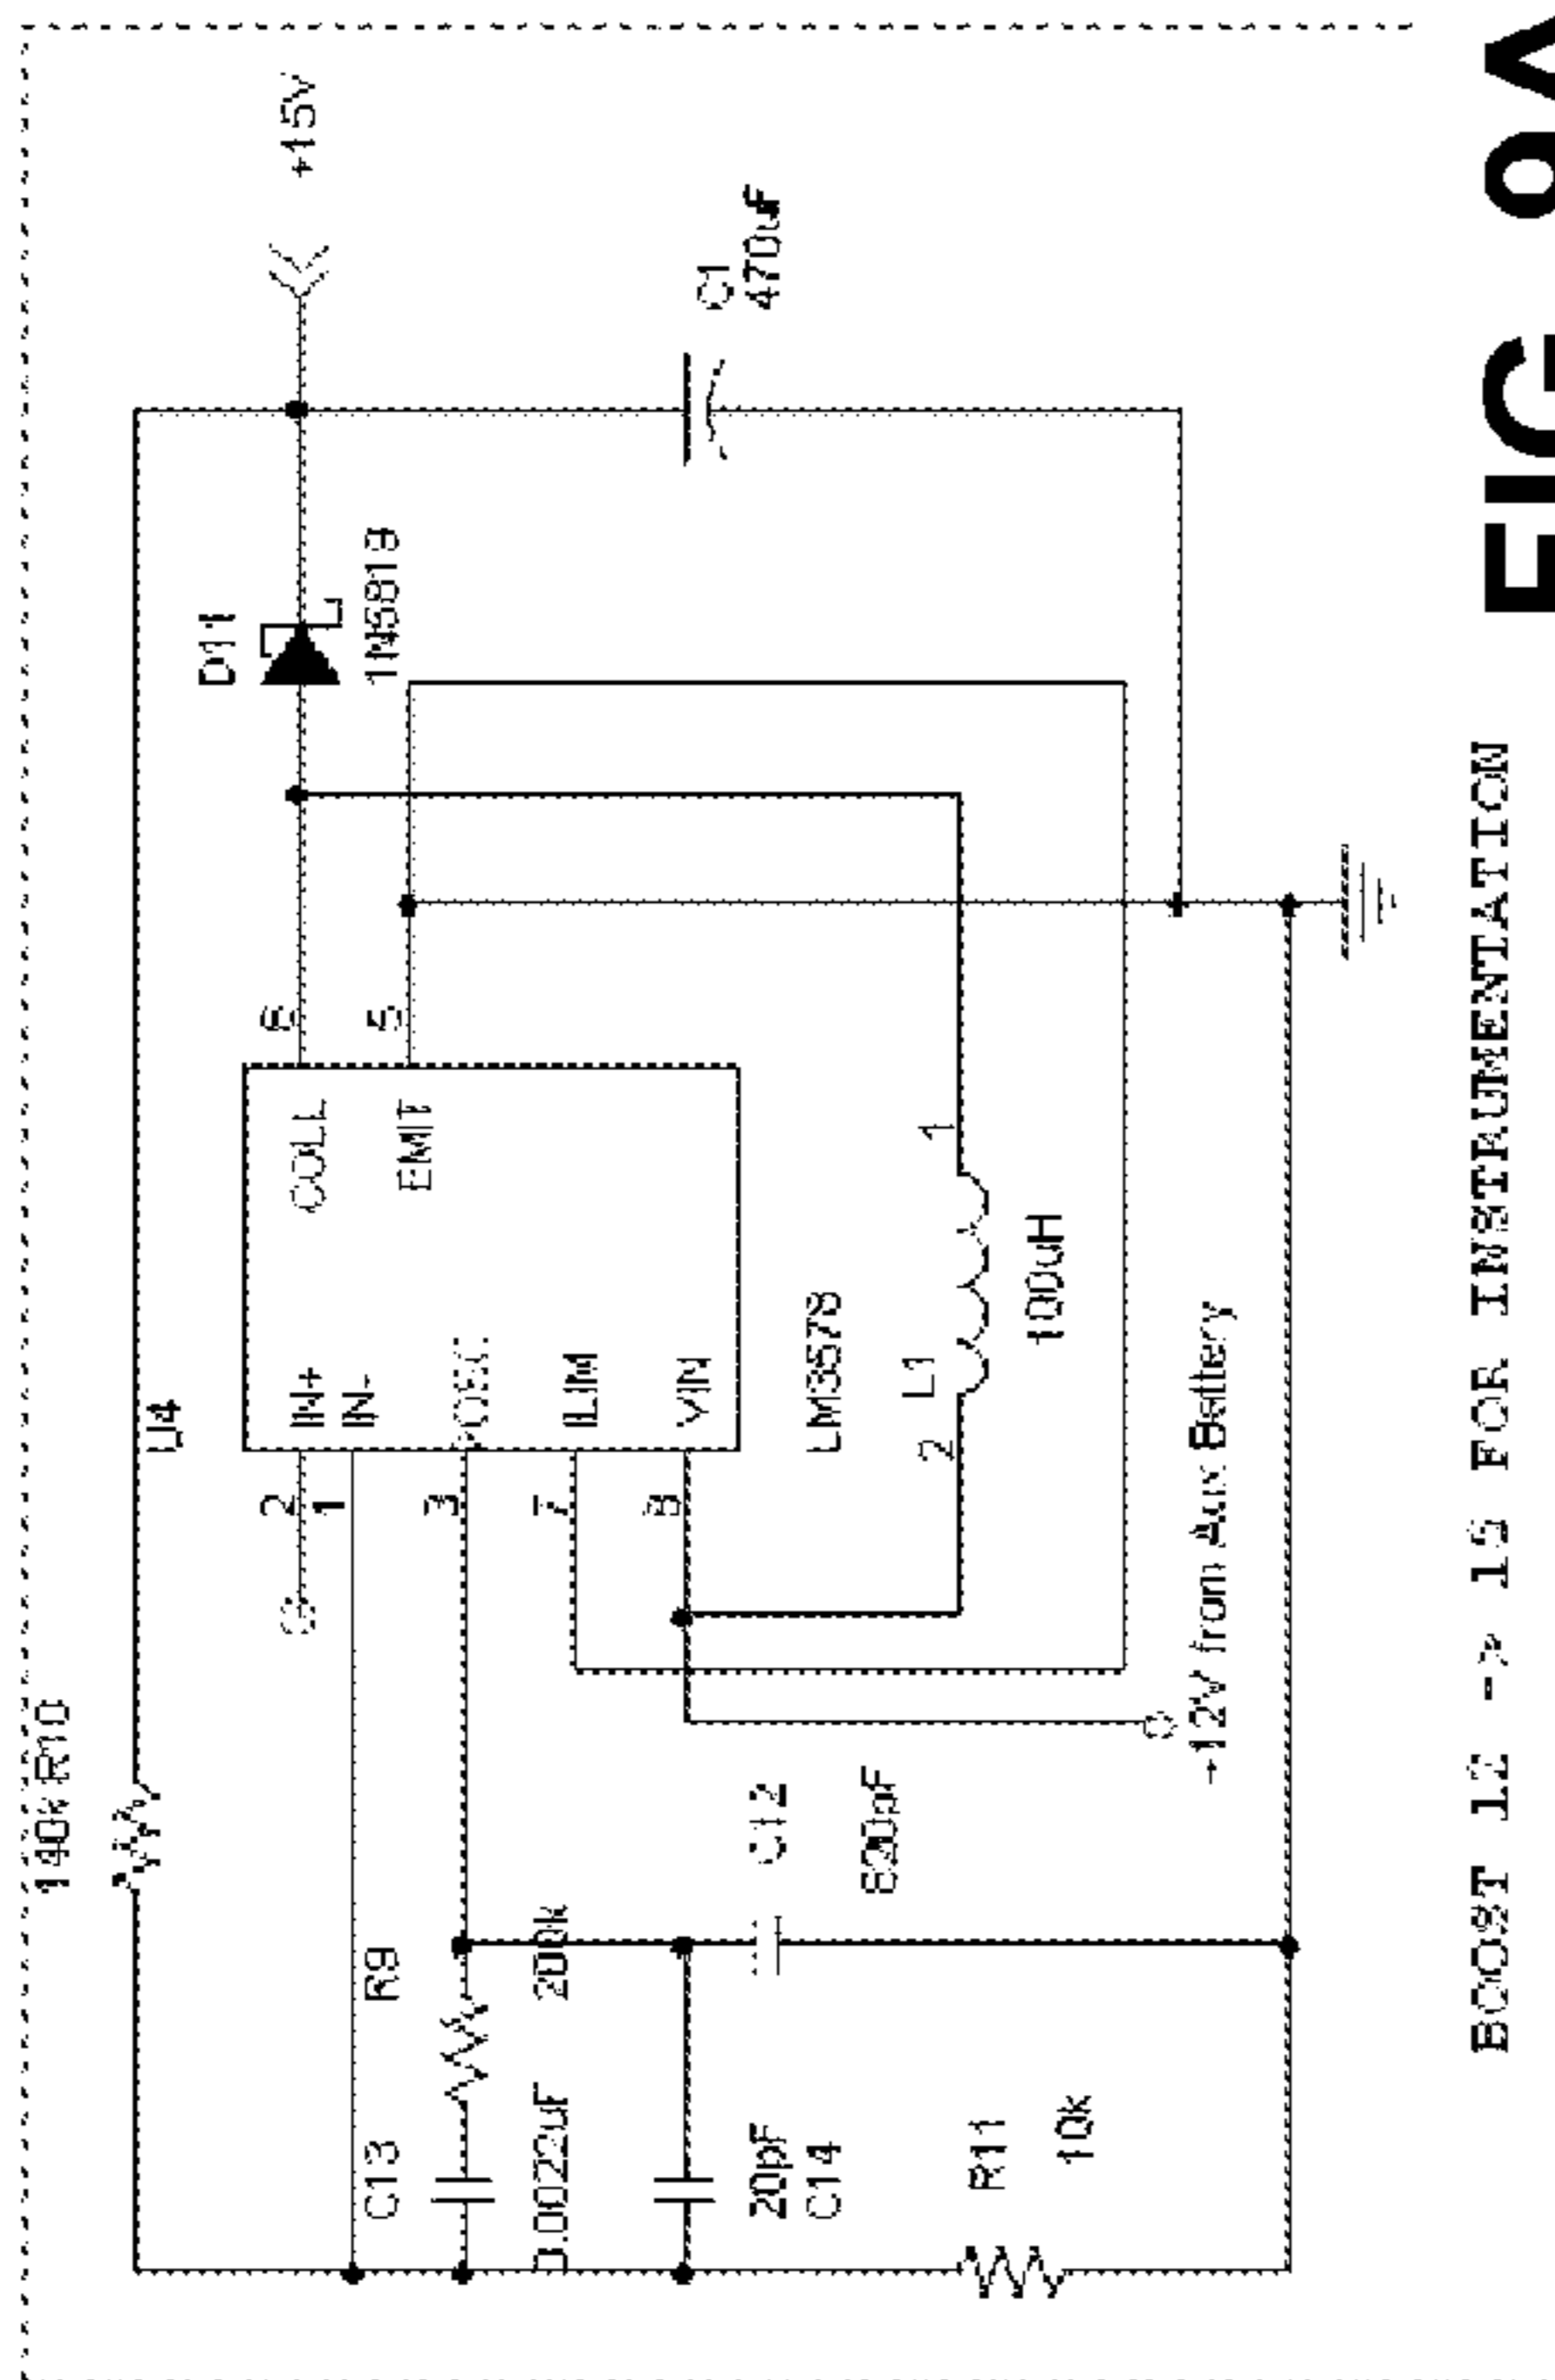 140k R10
U4
D11
1N5819
+15V
2
IN+
COLL
6
1
IN-
3
EMIT
5
7
ILIM
8
VIN
LM3578
C1
470uF
R9
200k
C13
0.0022uF
C12
820pF
20pF
C14
2
L1
1
100uH
R11
10k
+12V from Aux Battery
BOOST 12 -> 15 FOR INSTRUMENTATION
FIG